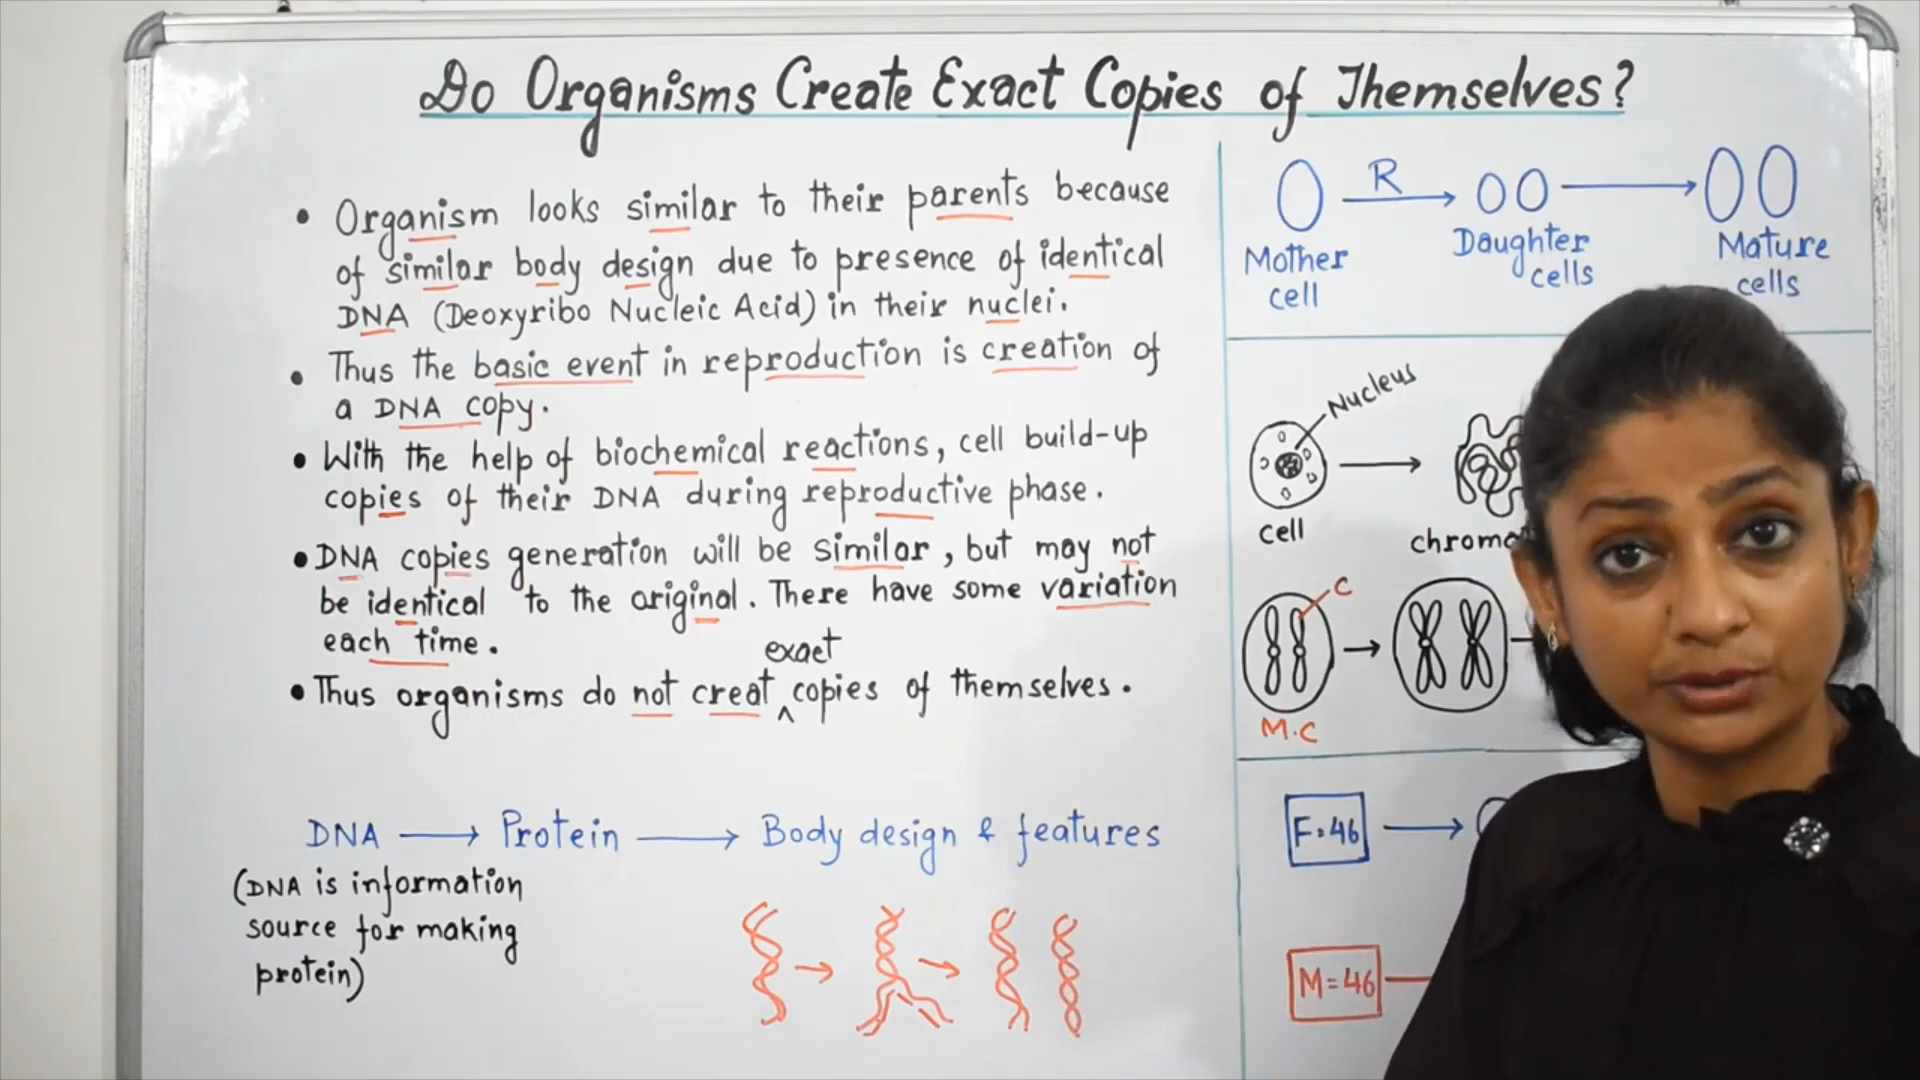 Do Organisms Create Exact Copies of Themselves?
• Organism looks similar to their parents because
of similar body design due to presence of identical
DNA (Deoxyribo Nucleic Acid) in their nuclei.
• Thus the basic event in reproduction is creation of
a DNA copy.
• With the help of biochemical reactions, cell build-up
copies of their DNA during reproductive phase.
• DNA copies generation will be similar, but may not
be identical to the original. There have some variation
each time.
exact
• Thus organisms do not creat ^ copies of themselves.
DNA → Protein → Body design & features
(DNA is information
source for making
protein)
R
Mother
cell
Daughter
cells
Mature
cells
Nucleus
cell
chroma
C
M.C
F=46
M=46